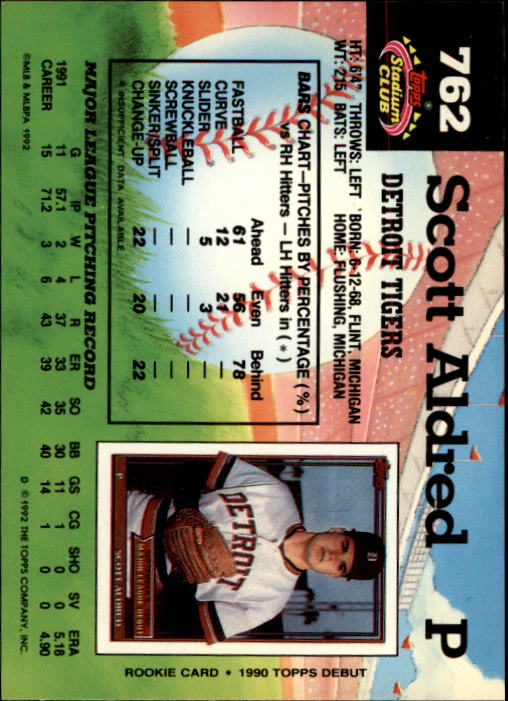 762
Topps®
Stadium
CLUB
Scott Aldred P
DETROIT TIGERS
HT: 6'4" THROWS: LEFT BORN: 6-12-68, FLINT, MICHIGAN
WT: 215 BATS: LEFT HOME: FLUSHING, MICHIGAN
BARS CHART—PITCHES BY PERCENTAGE (%)
vs RH Hitters — LH Hitters in (*)
Ahead Even Behind
FASTBALL 61 56 78
CURVE 12 21 —
SLIDER 5 3 —
KNUCKLEBALL — — —
SCREWBALL — — —
SINKER/SPLIT — — —
CHANGE-UP 22 20 22
* INSUFFICIENT DATA AVAILABLE
MAJOR LEAGUE PITCHING RECORD
G IP W L R ER SO BB GS CG SHO SV ERA
1991 11 57.1 2 4 37 33 35 30 11 1 0 0 5.18
CAREER 15 71.2 3 6 43 39 42 40 14 1 0 0 4.90
©MLB & MLBPA 1992
D ©1992 THE TOPPS COMPANY, INC.
DETROIT
P
MAJOR LEAGUE DEBUT
SCOTT ALDRED
ROOKIE CARD • 1990 TOPPS DEBUT